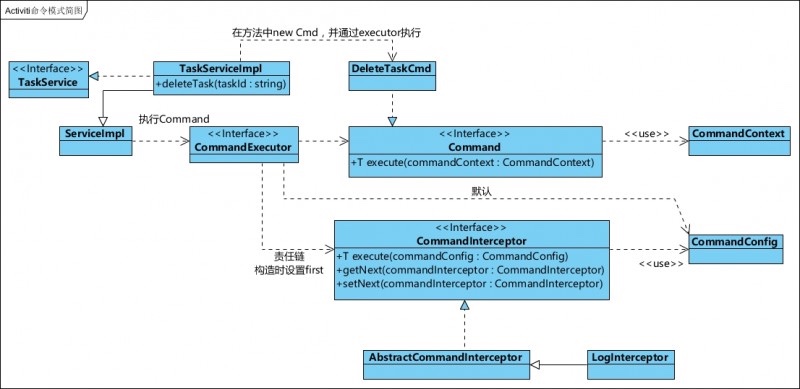 Activiti命令模式简图
在方法中new Cmd，并通过executor执行
<<Interface>>
TaskService
TaskServiceImpl
+deleteTask(taskId : string)
DeleteTaskCmd
ServiceImpl
执行Command
<<Interface>>
CommandExecutor
<<Interface>>
Command
+T execute(commandContext : CommandContext)
<<use>>
CommandContext
默认
<<Interface>>
CommandInterceptor
+T execute(commandConfig : CommandConfig)
+getNext(commandInterceptor : CommandInterceptor)
+setNext(commandInterceptor : CommandInterceptor)
CommandConfig
<<use>>
责任链
构造时设置first
AbstractCommandInterceptor
LogInterceptor